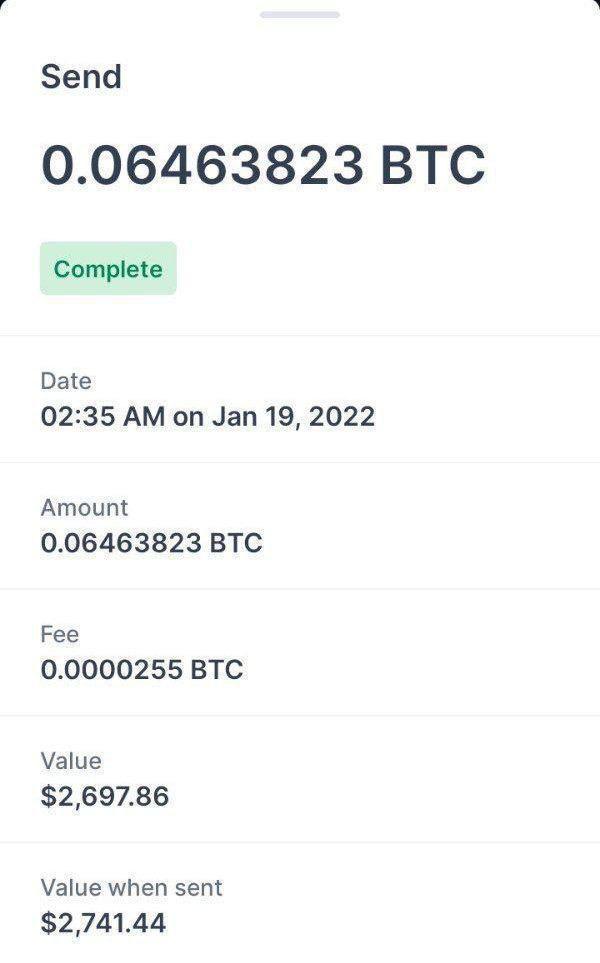 Send
0.06463823 BTC
Complete
Date
02:35 AM on Jan 19, 2022
Amount
0.06463823 BTC
Fee
0.0000255 BTC
Value
$2,697.86
Value when sent
$2,741.44